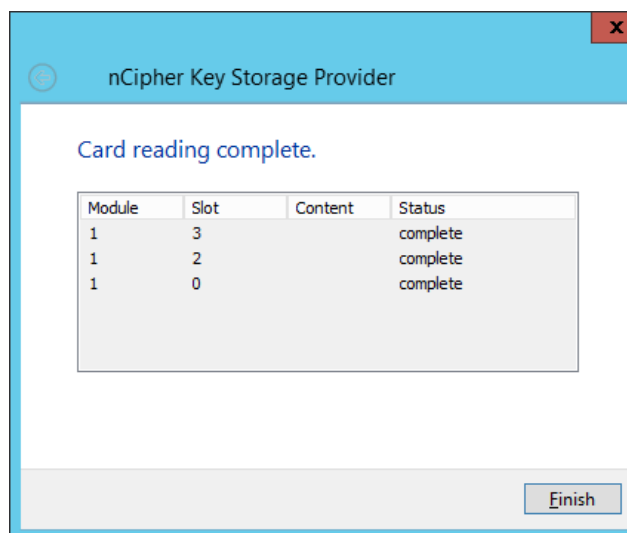 x
nCipher Key Storage Provider
Card reading complete.
Module Slot Content Status
1 3 complete
1 2 complete
1 0 complete
Finish